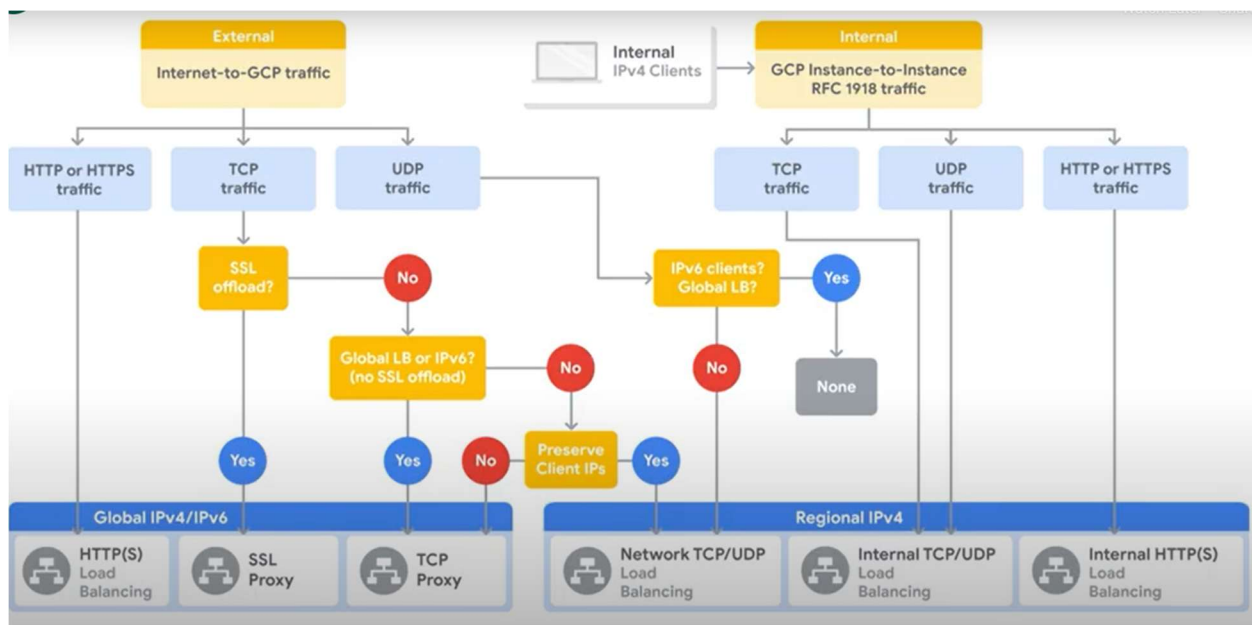 External
Internet-to-GCP traffic
Internal
IPv4 Clients
Internal
GCP Instance-to-Instance
RFC 1918 traffic
HTTP or HTTPS
traffic
TCP
traffic
UDP
traffic
TCP
traffic
UDP
traffic
HTTP or HTTPS
traffic
SSL
offload?
No
IPv6 clients?
Global LB?
Yes
Global LB or IPv6?
(no SSL offload)
No
No
None
Yes
Yes
No
Preserve
Client IPs
Yes
Global IPv4/IPv6
Regional IPv4
HTTP(S)
Load
Balancing
SSL
Proxy
TCP
Proxy
Network TCP/UDP
Load
Balancing
Internal TCP/UDP
Load
Balancing
Internal HTTP(S)
Load
Balancing